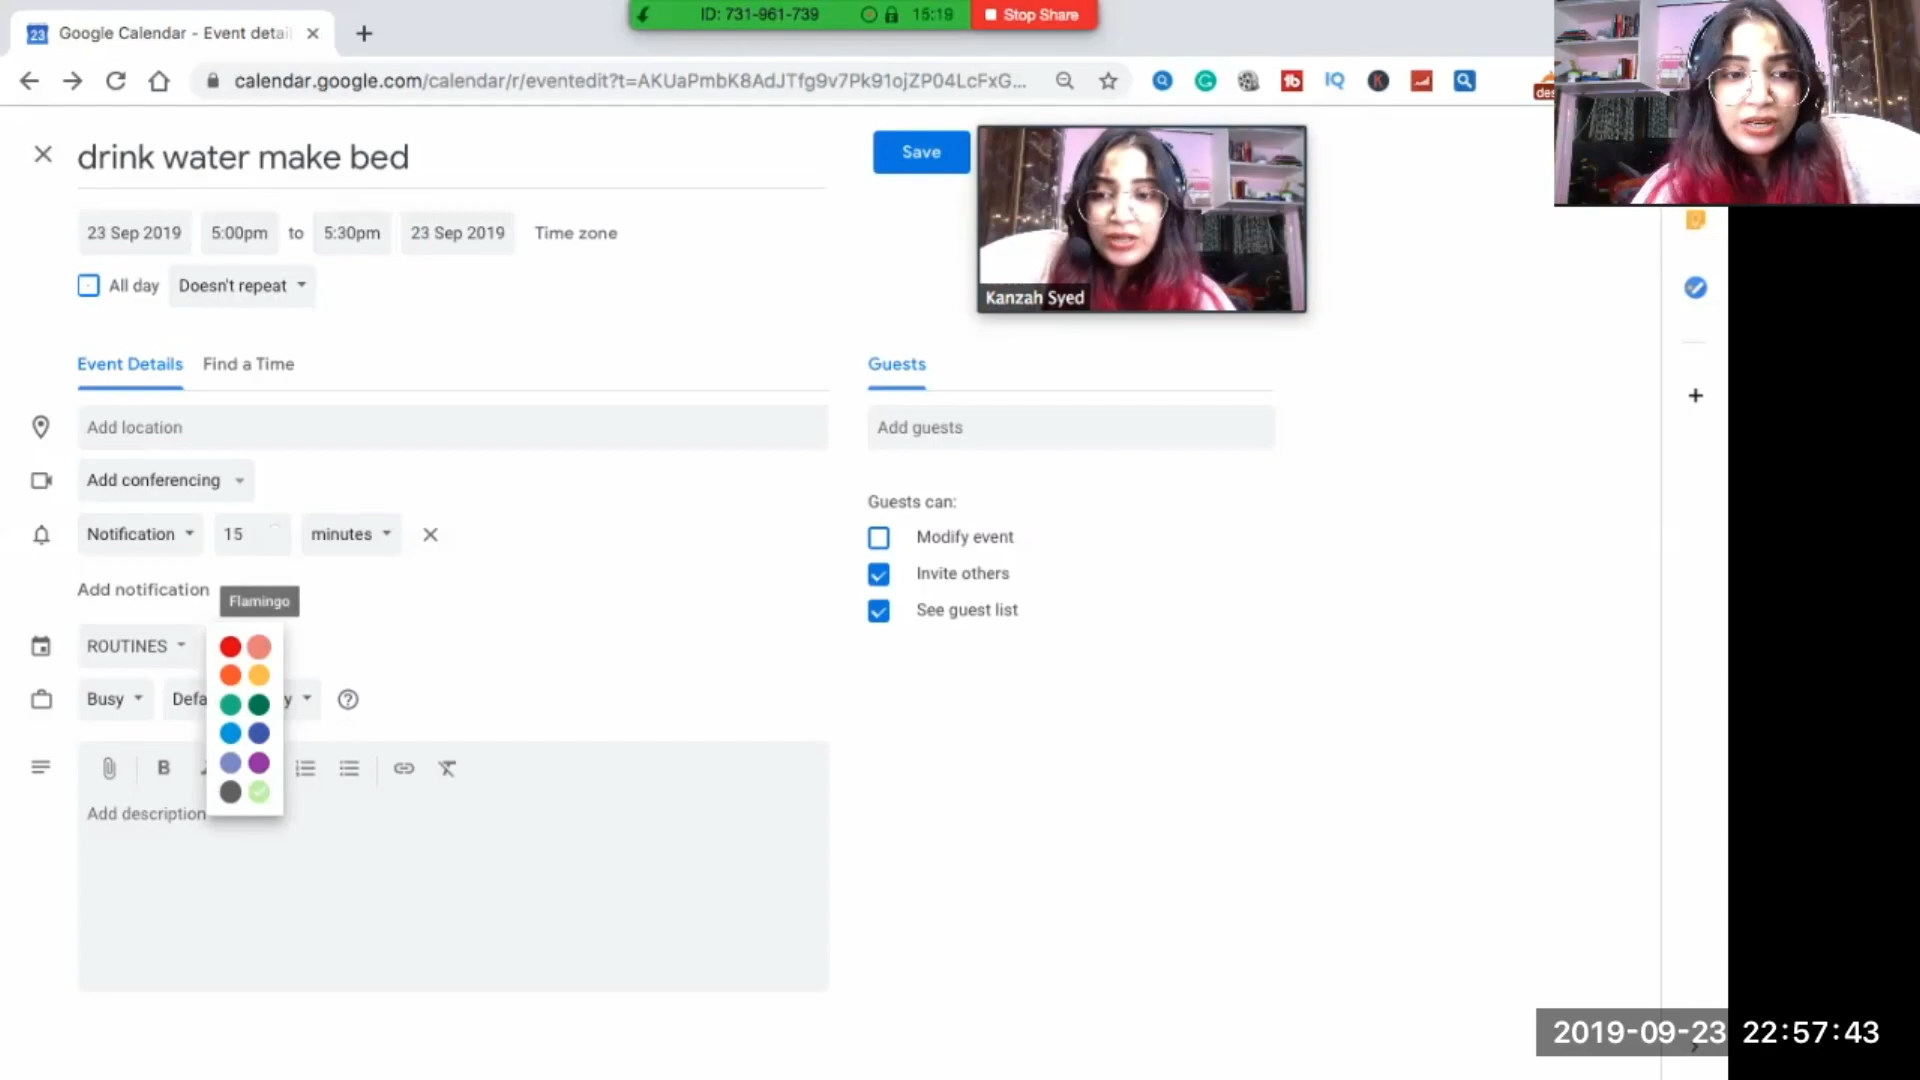 23
Google Calendar - Event detai
ID: 731-961-739
15:19
Stop Share
calendar.google.com/calendar/r/eventedit?t=AKUaPmbK8AdJTfg9v7Pk91ojZP04LcFxG...
IQ
K
des
drink water make bed
Save
Kanzah Syed
23 Sep 2019 5:00pm to 5:30pm 23 Sep 2019 Time zone
All day Doesn't repeat
Event Details Find a Time
Guests
Add location
Add guests
Add conferencing
Guests can:
Notification 15 minutes
Modify event
Invite others
Add notification
Flamingo
See guest list
ROUTINES
Busy Defa y
B
Add description
2019-09-23 22:57:43